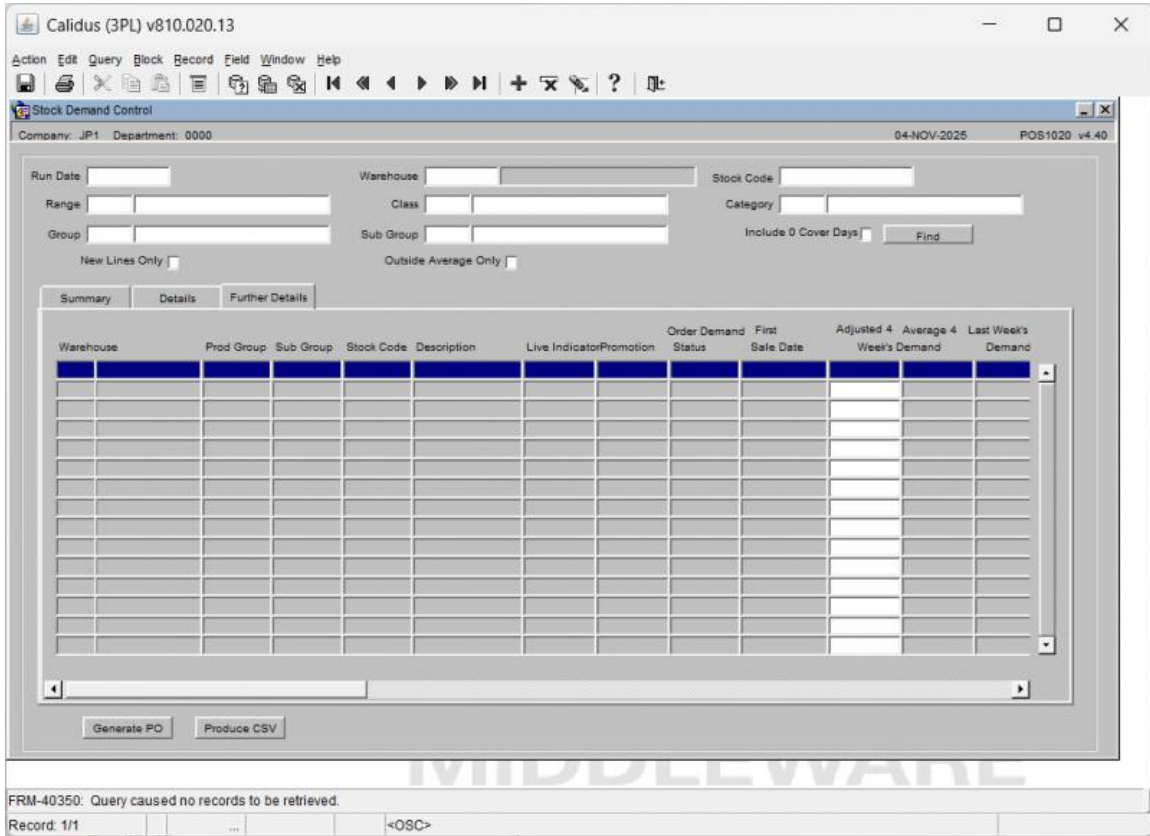 Calidus (3PL) v810.020.13
Action Edit Query Block Record Field Window Help
Stock Demand Control
Company: JP1 Department: 0000 04-NOV-2025 POS1020 v4.40
Run Date Warehouse Stock Code
Range Class Category
Group Sub Group Include 0 Cover Days Find
New Lines Only Outside Average Only
Summary Details Further Details
Order Demand First Adjusted 4 Average 4 Last Week's
Warehouse Prod Group Sub Group Stock Code Description Live Indicator Promotion Status Sale Date Week's Demand Demand
Generate PO Produce CSV
MIDDLEWARE
FRM-40350: Query caused no records to be retrieved.
Record: 1/1 ... <OSC>